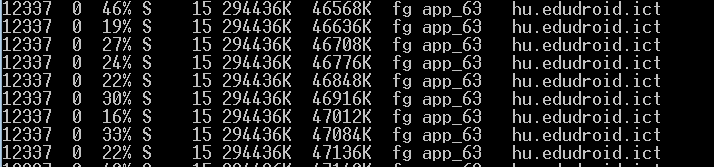 12337 0 46% S 15 294436K 46568K fg app_63 hu.edudroid.ict
12337 0 19% S 15 294436K 46636K fg app_63 hu.edudroid.ict
12337 0 27% S 15 294436K 46708K fg app_63 hu.edudroid.ict
12337 0 24% S 15 294436K 46776K fg app_63 hu.edudroid.ict
12337 0 22% S 15 294436K 46848K fg app_63 hu.edudroid.ict
12337 0 30% S 15 294436K 46916K fg app_63 hu.edudroid.ict
12337 0 16% S 15 294436K 47012K fg app_63 hu.edudroid.ict
12337 0 33% S 15 294436K 47084K fg app_63 hu.edudroid.ict
12337 0 22% S 15 294436K 47136K fg app_63 hu.edudroid.ict